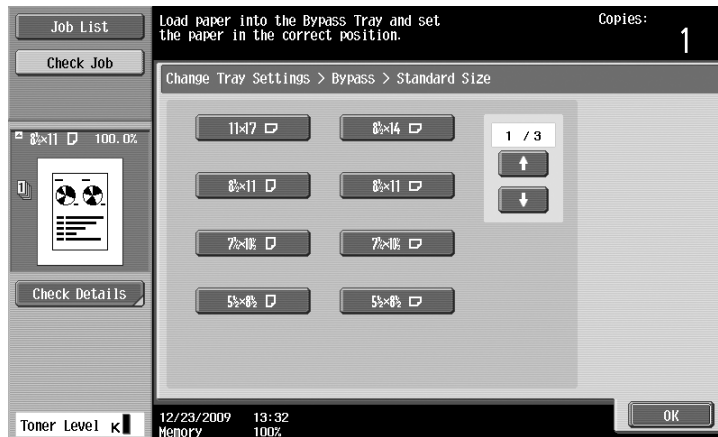 Job List
Check Job
Load paper into the Bypass Tray and set
the paper in the correct position.
Copies:
1
Change Tray Settings > Bypass > Standard Size
8½×11 100.0%
1
11×17
8½×14
8½×11
8½×11
7¼×10½
7¼×10½
5½×8½
5½×8½
1 / 3
Check Details
Toner Level K
12/23/2009 13:32
Memory 100%
OK